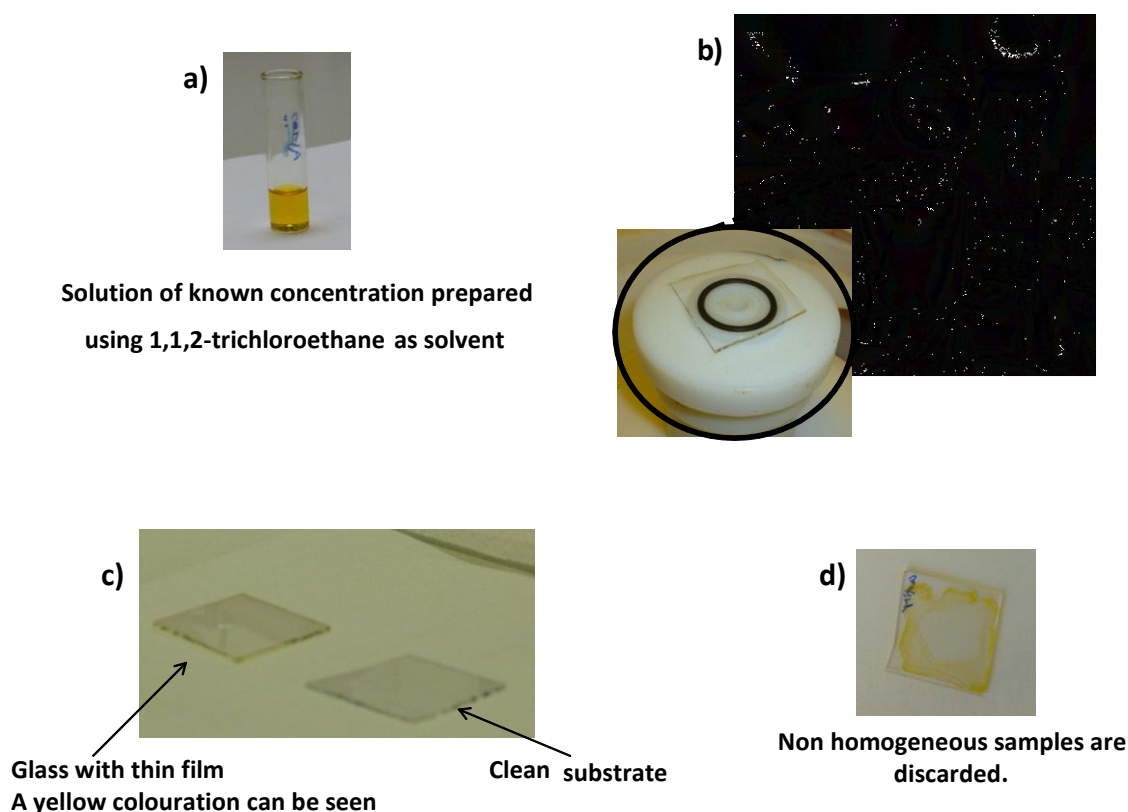 a)
b)
Solution of known concentration prepared
using 1,1,2-trichloroethane as solvent
c)
d)
Glass with thin film
A yellow colouration can be seen
Clean substrate
Non homogeneous samples are
discarded.